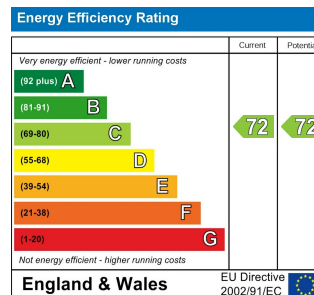 Energy Efficiency Rating
Current Potentia
Very energy efficient - lower running costs
(92 plus) A
(81-91) B
(69-80) C 72 72
(55-68) D
(39-54) E
(21-38) F
(1-20) G
Not energy efficient - higher running costs
England & Wales
EU Directive
2002/91/EC